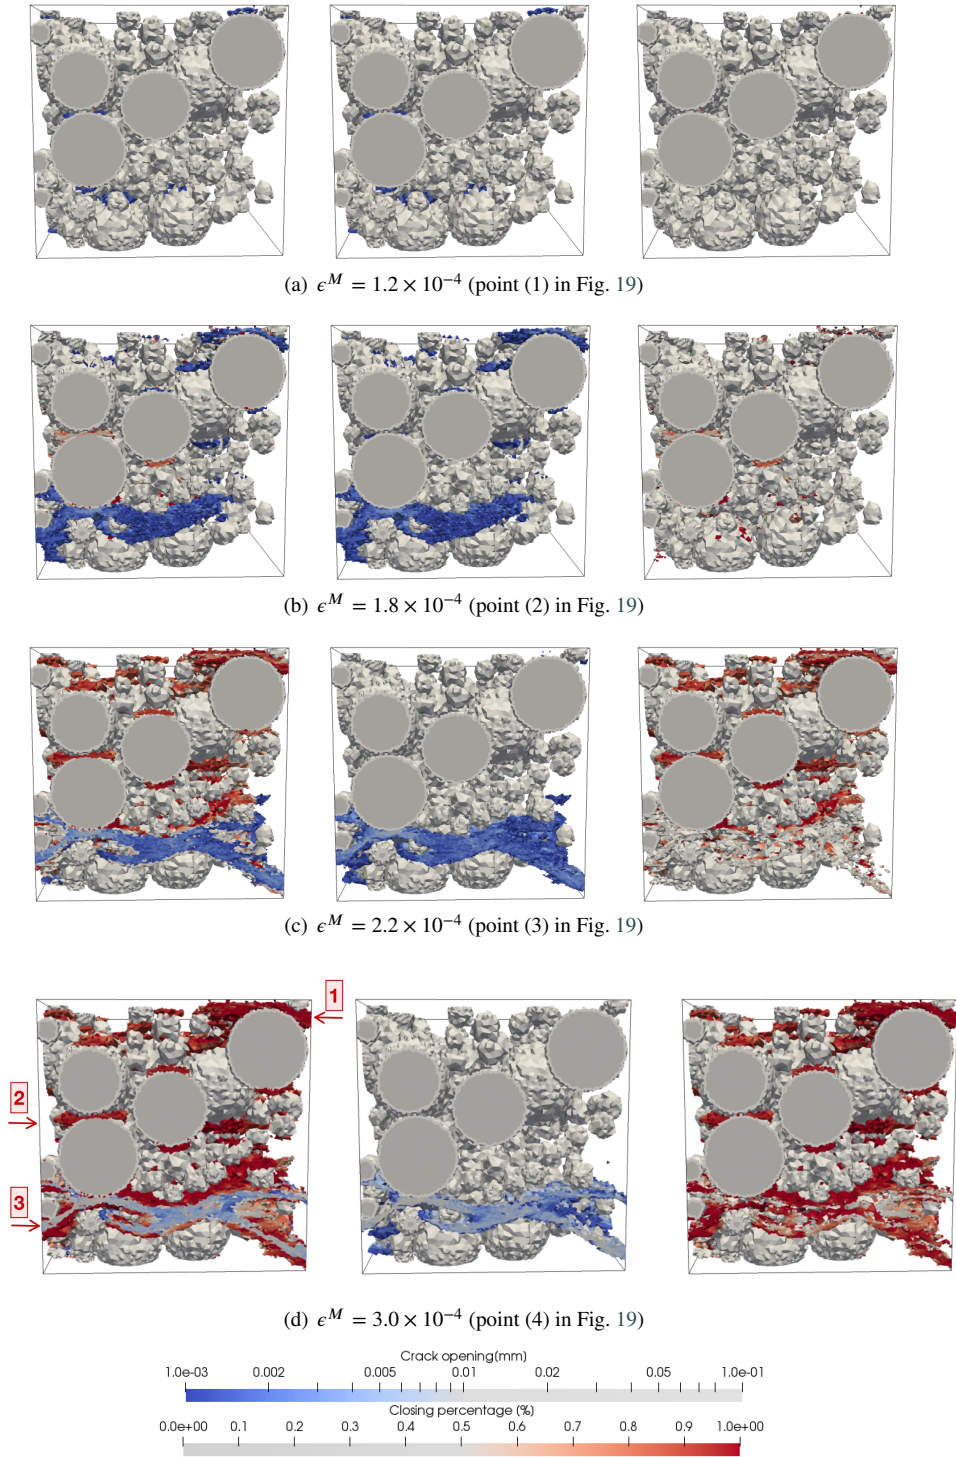 (a) ϵᴹ = 1.2 × 10⁻⁴ (point (1) in Fig. 19)
(b) ϵᴹ = 1.8 × 10⁻⁴ (point (2) in Fig. 19)
(c) ϵᴹ = 2.2 × 10⁻⁴ (point (3) in Fig. 19)
1
2
3
(d) ϵᴹ = 3.0 × 10⁻⁴ (point (4) in Fig. 19)
Crack opening[mm]
1.0e-03 0.002 0.005 0.01 0.02 0.05 1.0e-01
Closing percentage [%]
0.0e+00 0.1 0.2 0.3 0.4 0.5 0.6 0.7 0.8 0.9 1.0e+00